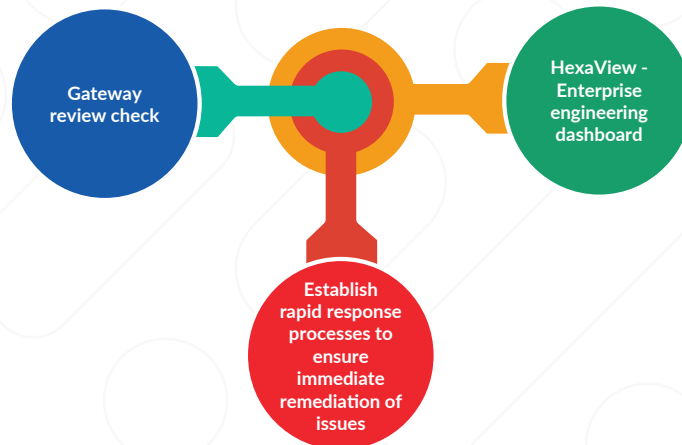 Gateway
review check
HexaView -
Enterprise
engineering
dashboard
Establish
rapid response
processes to
ensure
immediate
remediation of
issues